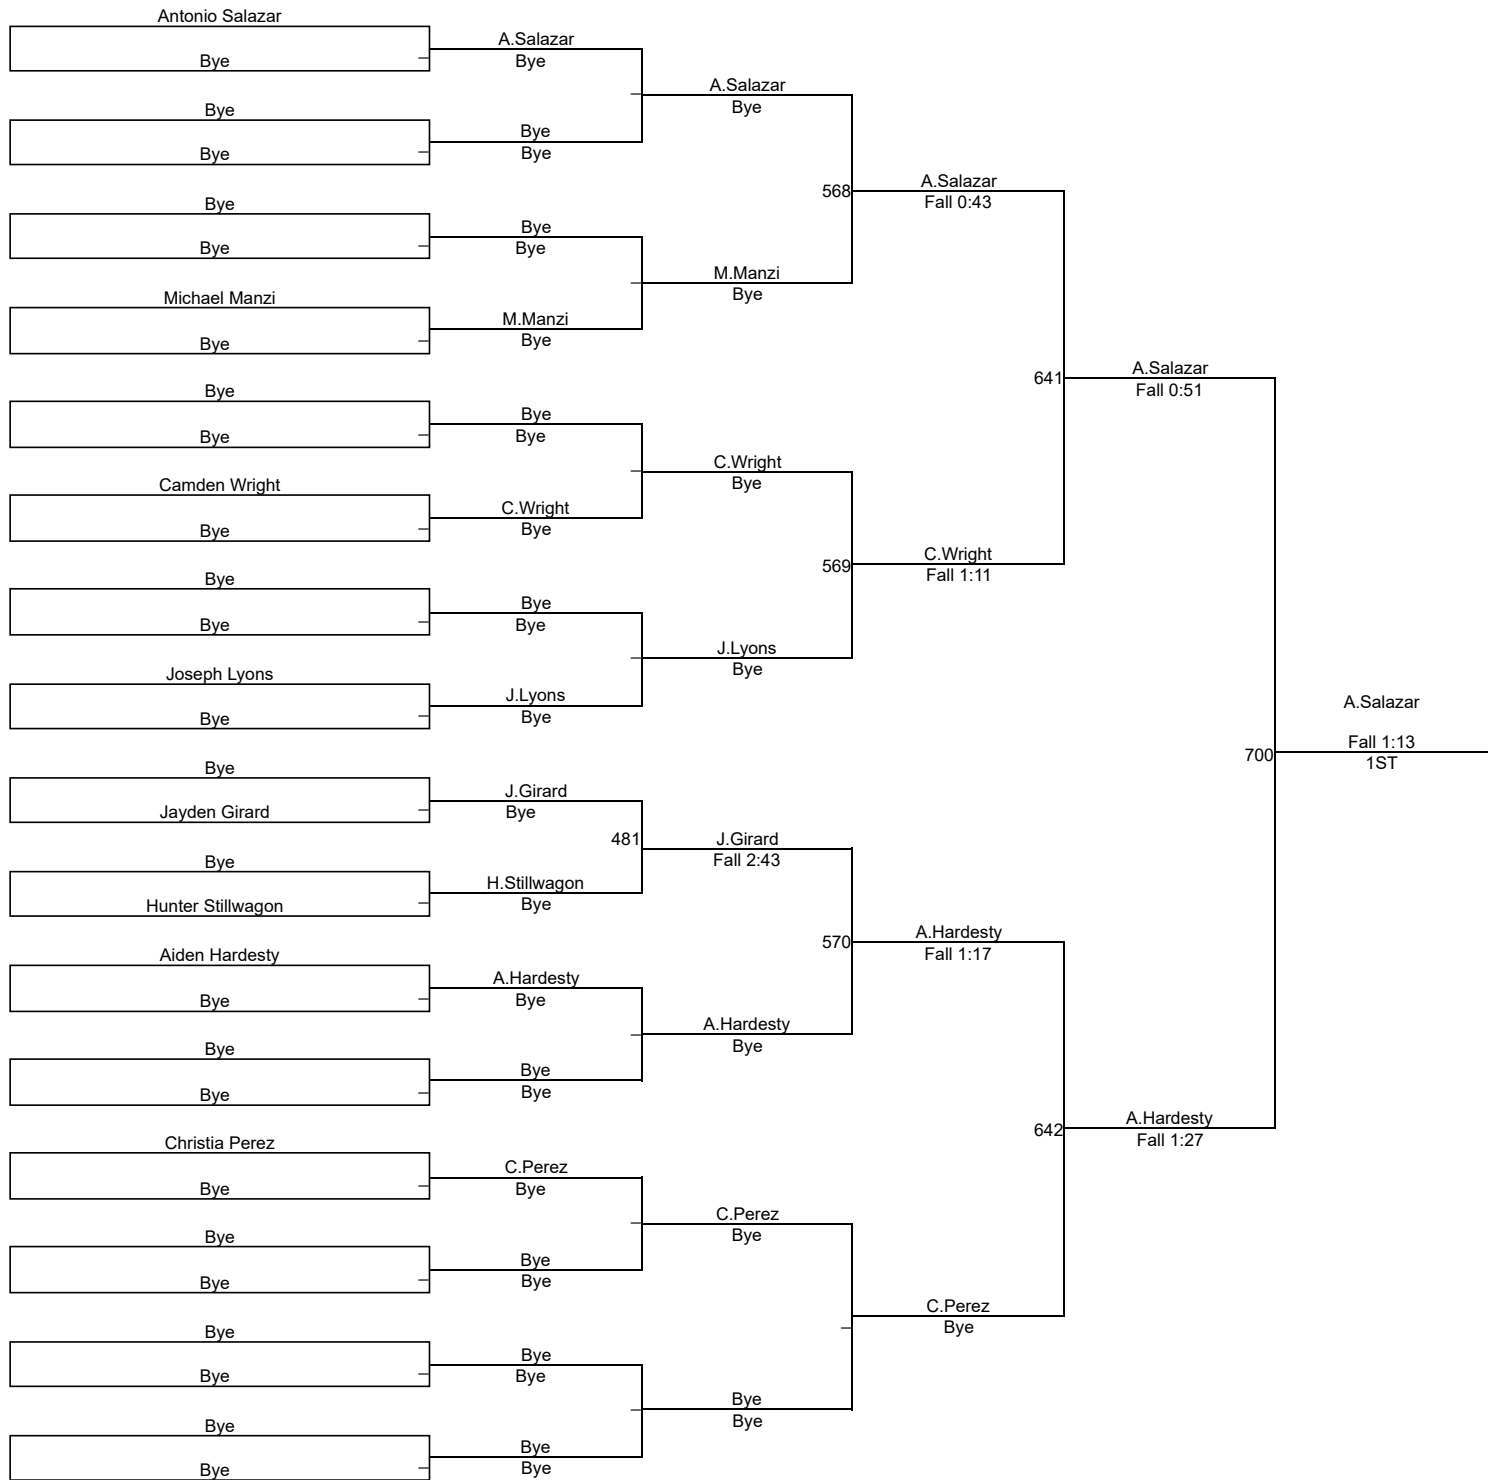 Antonio Salazar
Bye
Bye
Bye
Bye
Bye
Michael Manzi
Bye
Bye
Bye
Camden Wright
Bye
Bye
Bye
Joseph Lyons
Bye
Bye
Jayden Girard
Bye
Hunter Stillwagon
Aiden Hardesty
Bye
Bye
Bye
Christia Perez
Bye
Bye
Bye
Bye
Bye
Bye
Bye
A.Salazar
Bye
Bye
Bye
Bye
Bye
M.Manzi
Bye
Bye
Bye
C.Wright
Bye
Bye
Bye
J.Lyons
Bye
J.Girard
Bye
481
H.Stillwagon
Bye
A.Hardesty
Bye
Bye
Bye
C.Perez
Bye
Bye
Bye
Bye
Bye
Bye
Bye
A.Salazar
Bye
568
M.Manzi
Bye
C.Wright
Bye
569
J.Lyons
Bye
J.Girard
Fall 2:43
570
A.Hardesty
Bye
C.Perez
Bye
Bye
Bye
A.Salazar
Fall 0:43
641
C.Wright
Fall 1:11
A.Hardesty
Fall 1:17
642
C.Perez
Bye
A.Salazar
Fall 0:51
700
A.Hardesty
Fall 1:27
A.Salazar
Fall 1:13
1ST